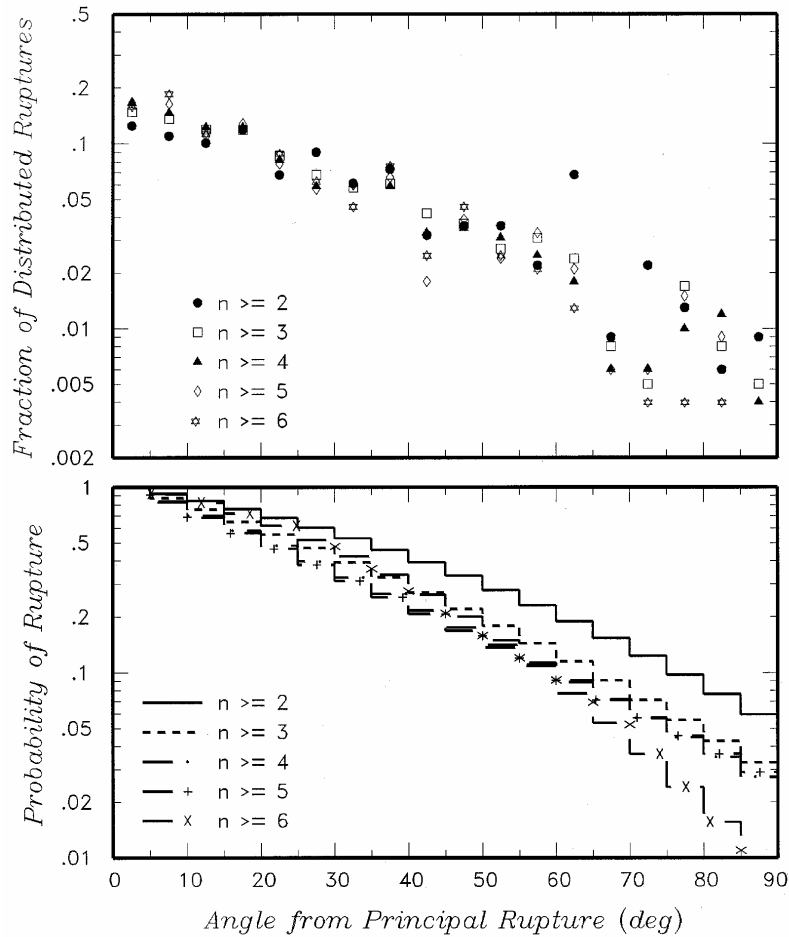 Fraction of Distributed Ruptures
.5
.2
.1
.05
.02
.01
.005
.002
n >= 2
n >= 3
n >= 4
n >= 5
n >= 6
Probability of Rupture
1
.5
.2
.1
.05
.02
.01
n >= 2
n >= 3
n >= 4
n >= 5
n >= 6
0 10 20 30 40 50 60 70 80 90
Angle from Principal Rupture (deg)